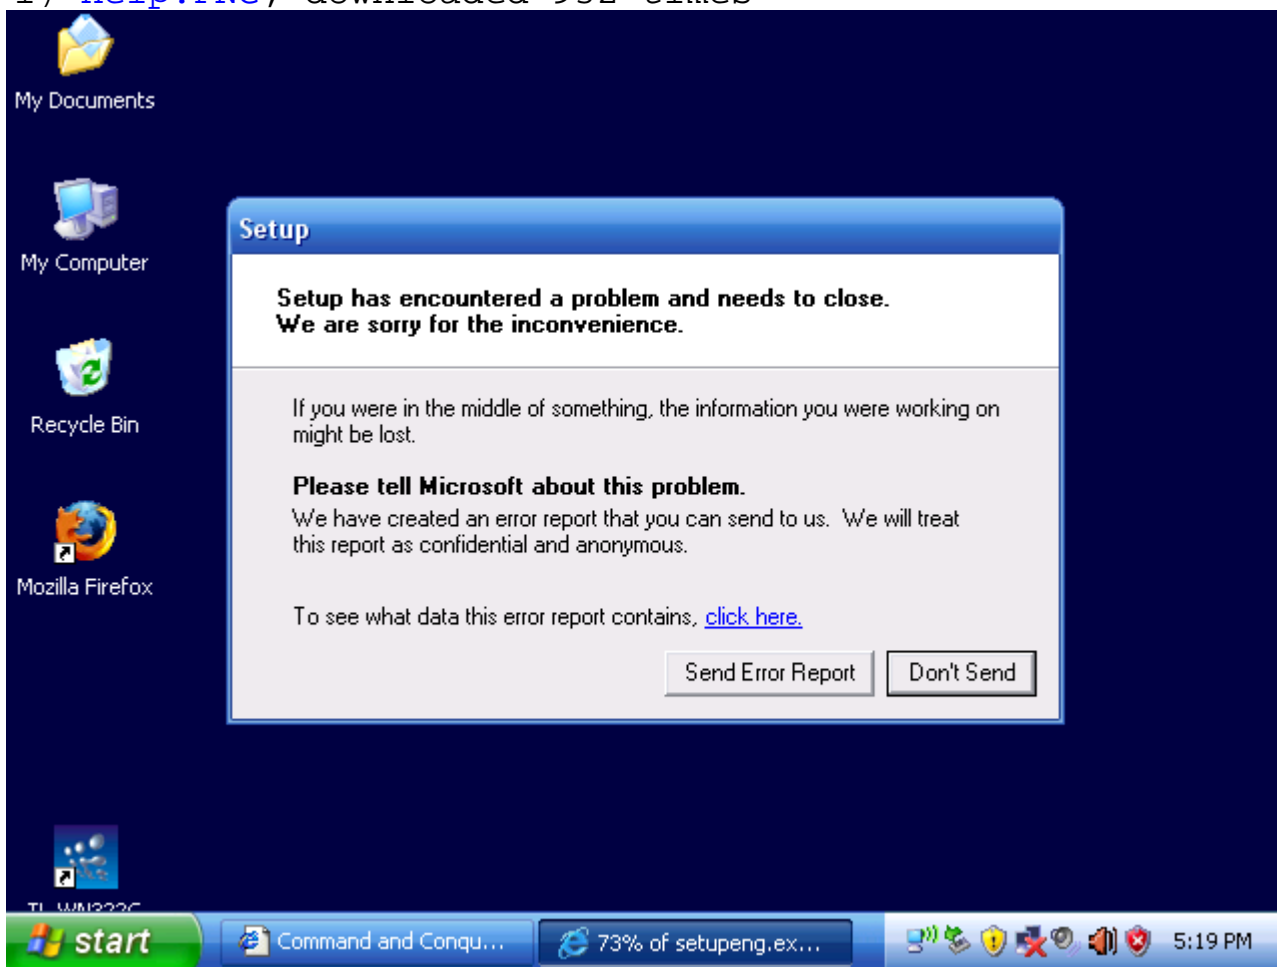 My Documents
My Computer
Recycle Bin
Mozilla Firefox
Setup
Setup has encountered a problem and needs to close.
We are sorry for the inconvenience.
If you were in the middle of something, the information you were working on
might be lost.
Please tell Microsoft about this problem.
We have created an error report that you can send to us. We will treat
this report as confidential and anonymous.
To see what data this error report contains, click here.
Send Error Report
Don't Send
start
Command and Conqu...
73% of setupeng.ex...
5:19 PM